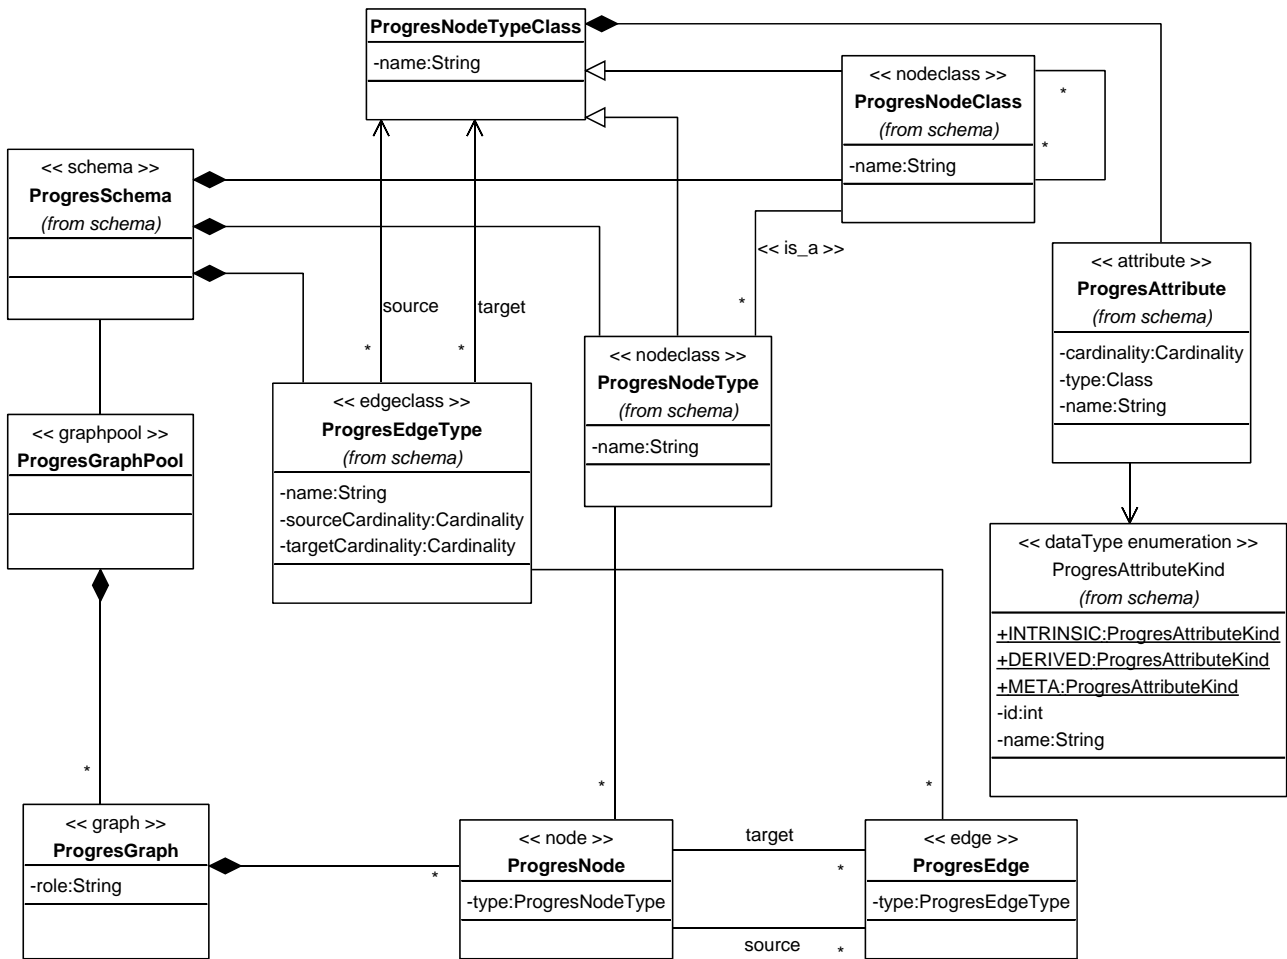 ProgresNodeTypeClass
-name:String
<< nodeclass >>
ProgresNodeClass
(from schema)
-name:String
*
*
*
<< is_a >>
*
<< schema >>
ProgresSchema
(from schema)
source
target
*
*
<< attribute >>
ProgresAttribute
(from schema)
-cardinality:Cardinality
-type:Class
-name:String
<< nodeclass >>
ProgresNodeType
(from schema)
-name:String
<< edgeclass >>
ProgresEdgeType
(from schema)
-name:String
-sourceCardinality:Cardinality
-targetCardinality:Cardinality
<< graphpool >>
ProgresGraphPool
<< dataType enumeration >>
ProgresAttributeKind
(from schema)
+INTRINSIC:ProgresAttributeKind
+DERIVED:ProgresAttributeKind
+META:ProgresAttributeKind
-id:int
-name:String
*
*
*
<< graph >>
ProgresGraph
-role:String
*
<< node >>
ProgresNode
-type:ProgresNodeType
target
*
source
*
<< edge >>
ProgresEdge
-type:ProgresEdgeType